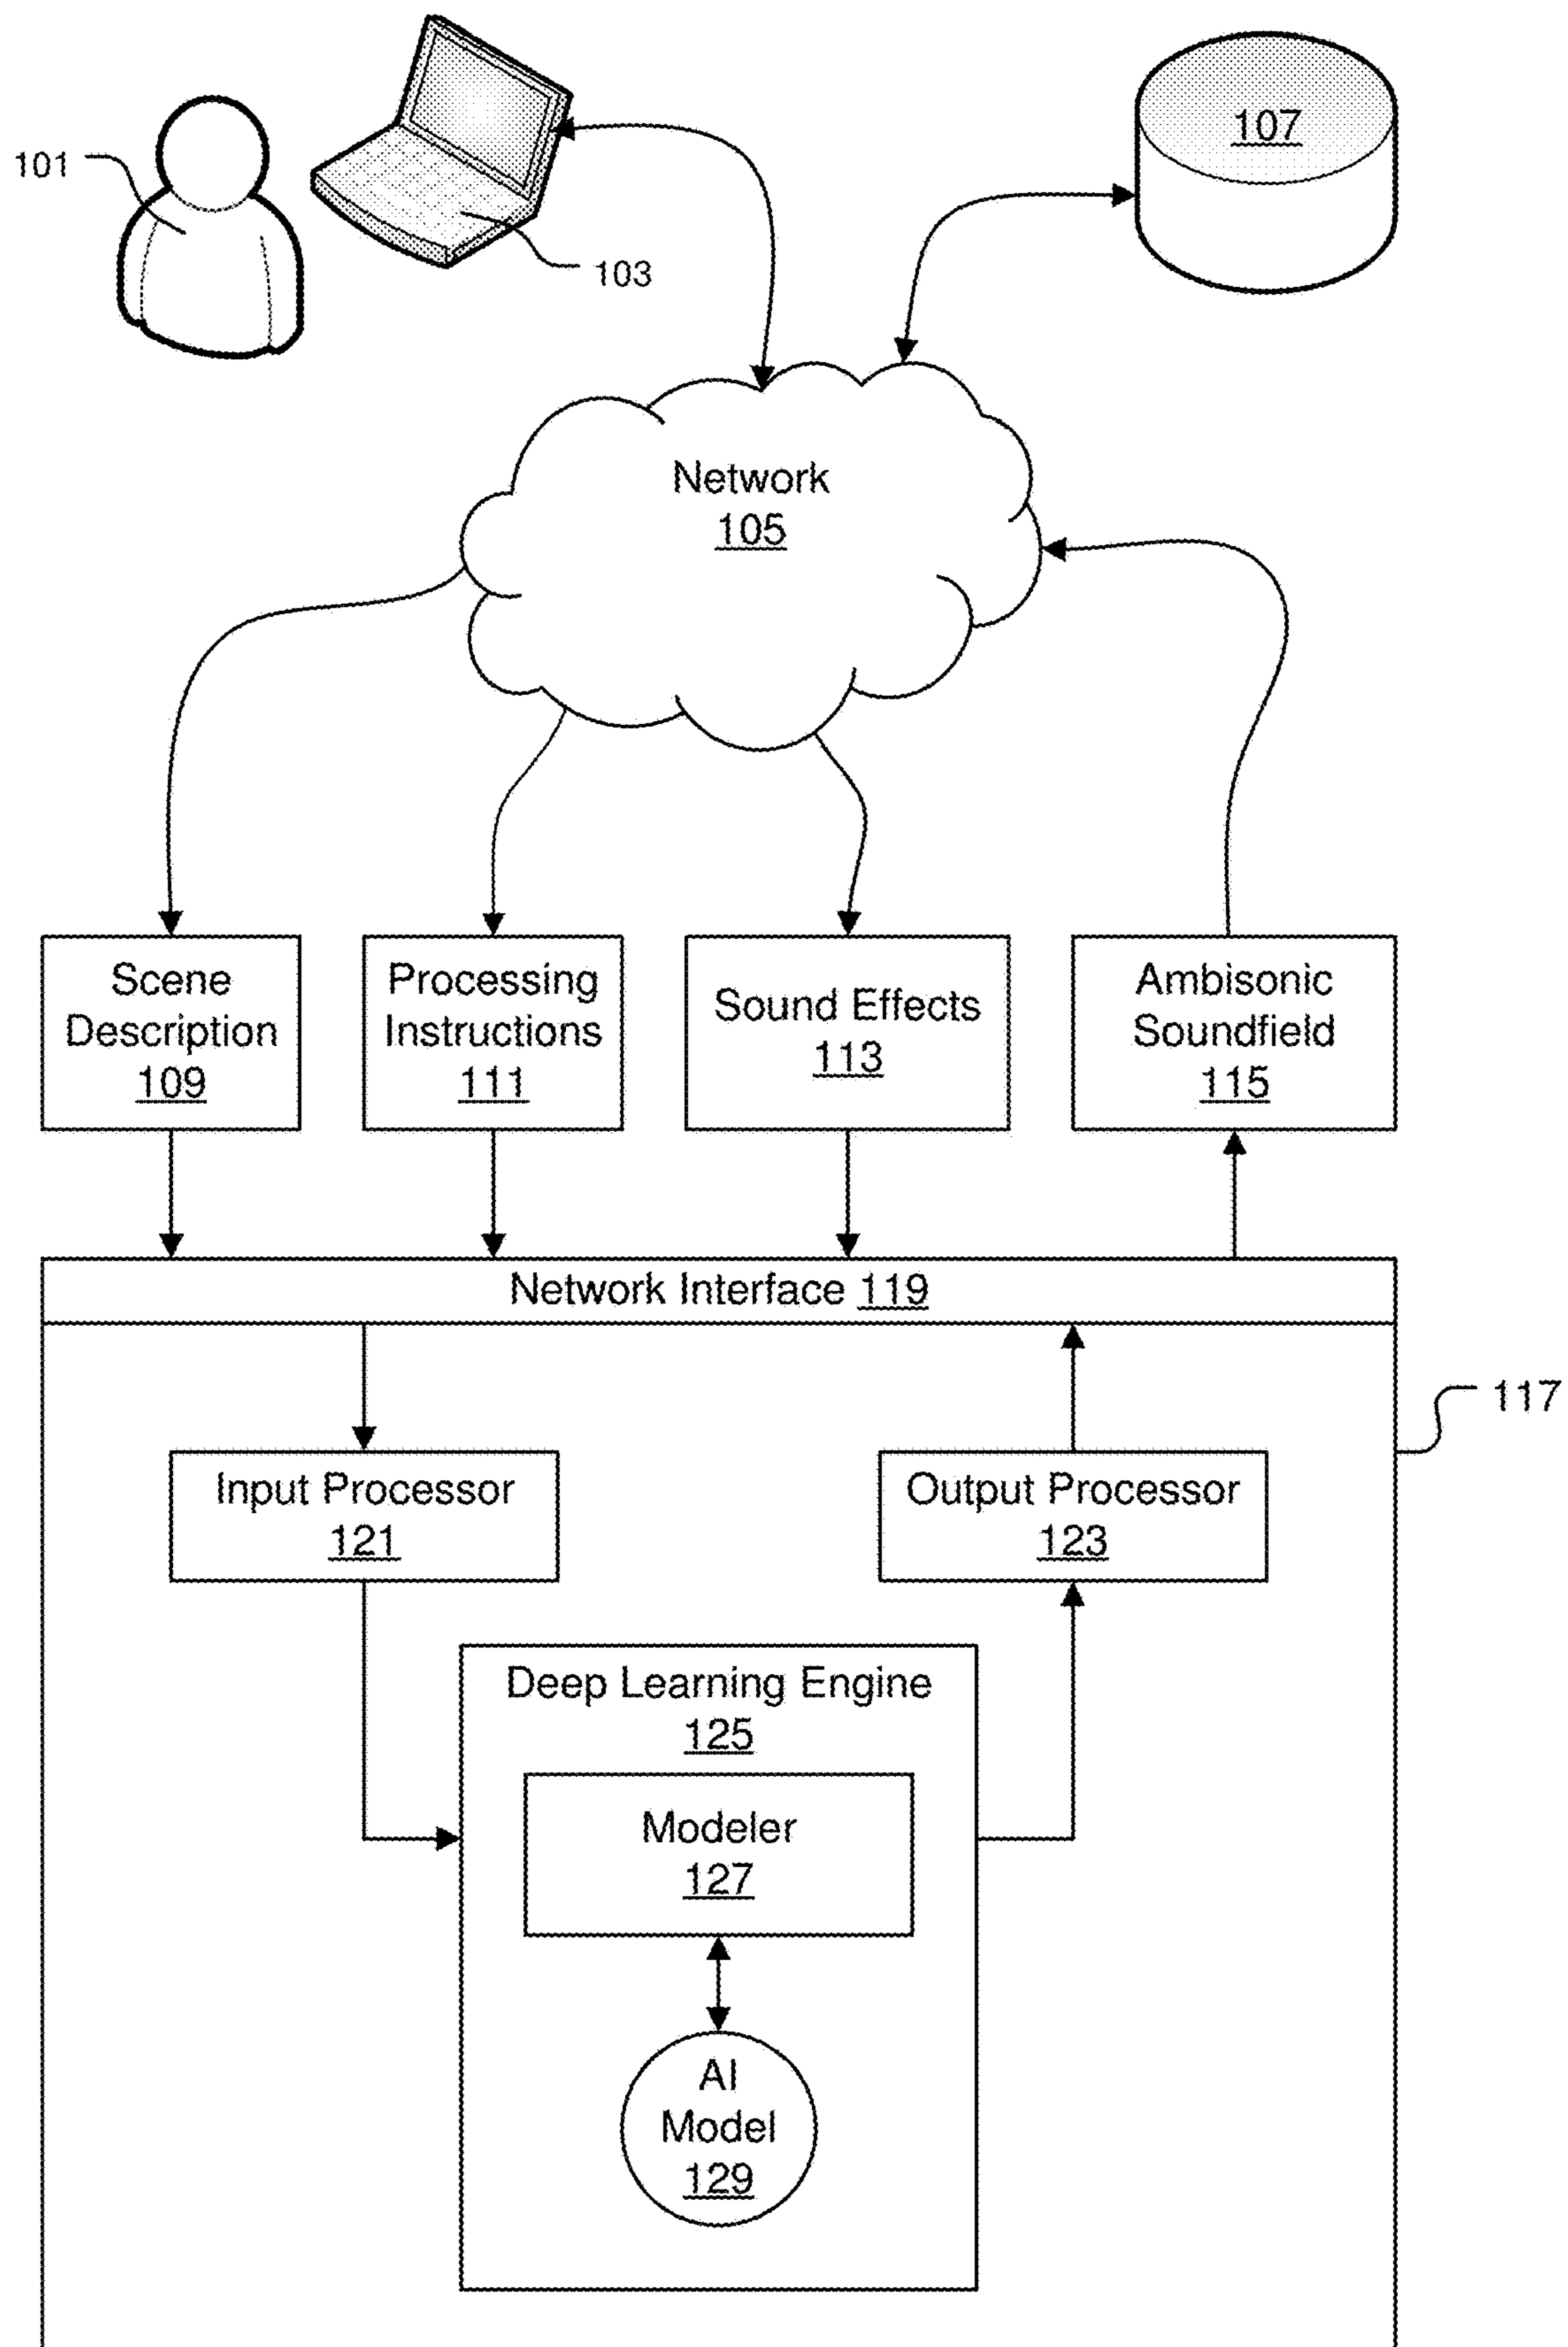 107
101
103
Network
105
Scene
Description
109
Processing
Instructions
111
Sound Effects
113
Ambisonic
Soundfield
115
Network Interface 119
117
Input Processor
121
Output Processor
123
Deep Learning Engine
125
Modeler
127
AI
Model
129